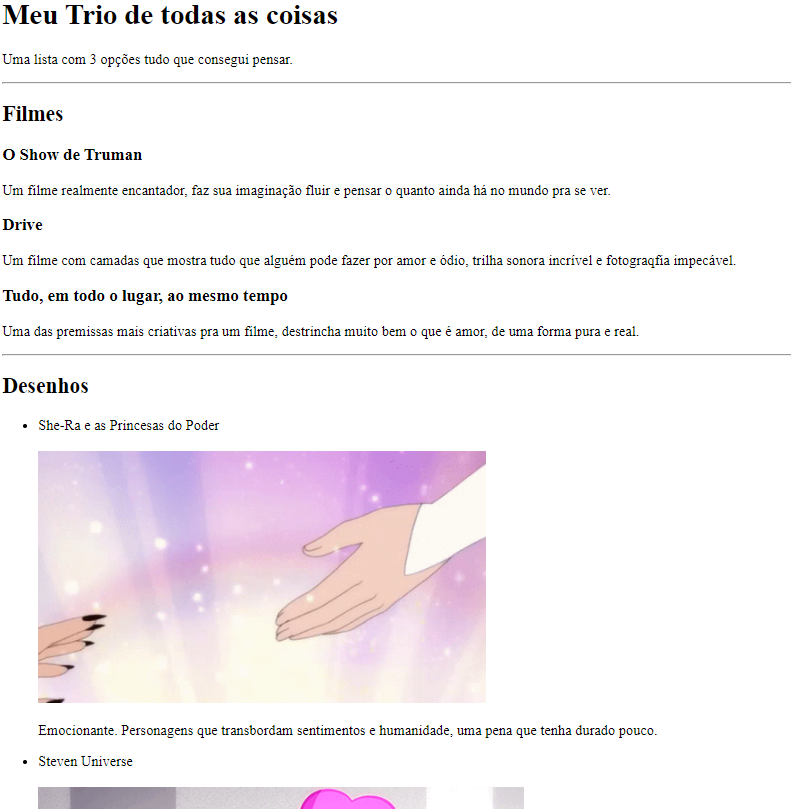 Meu Trio de todas as coisas
Uma lista com 3 opções tudo que consegui pensar.
Filmes
O Show de Truman
Um filme realmente encantador, faz sua imaginação fluir e pensar o quanto ainda há no mundo pra se ver.
Drive
Um filme com camadas que mostra tudo que alguém pode fazer por amor e ódio, trilha sonora incrível e fotograqfia impecável.
Tudo, em todo o lugar, ao mesmo tempo
Uma das premissas mais criativas pra um filme, destrincha muito bem o que é amor, de uma forma pura e real.
Desenhos
She-Ra e as Princesas do Poder
Emocionante. Personagens que transbordam sentimentos e humanidade, uma pena que tenha durado pouco.
Steven Universe